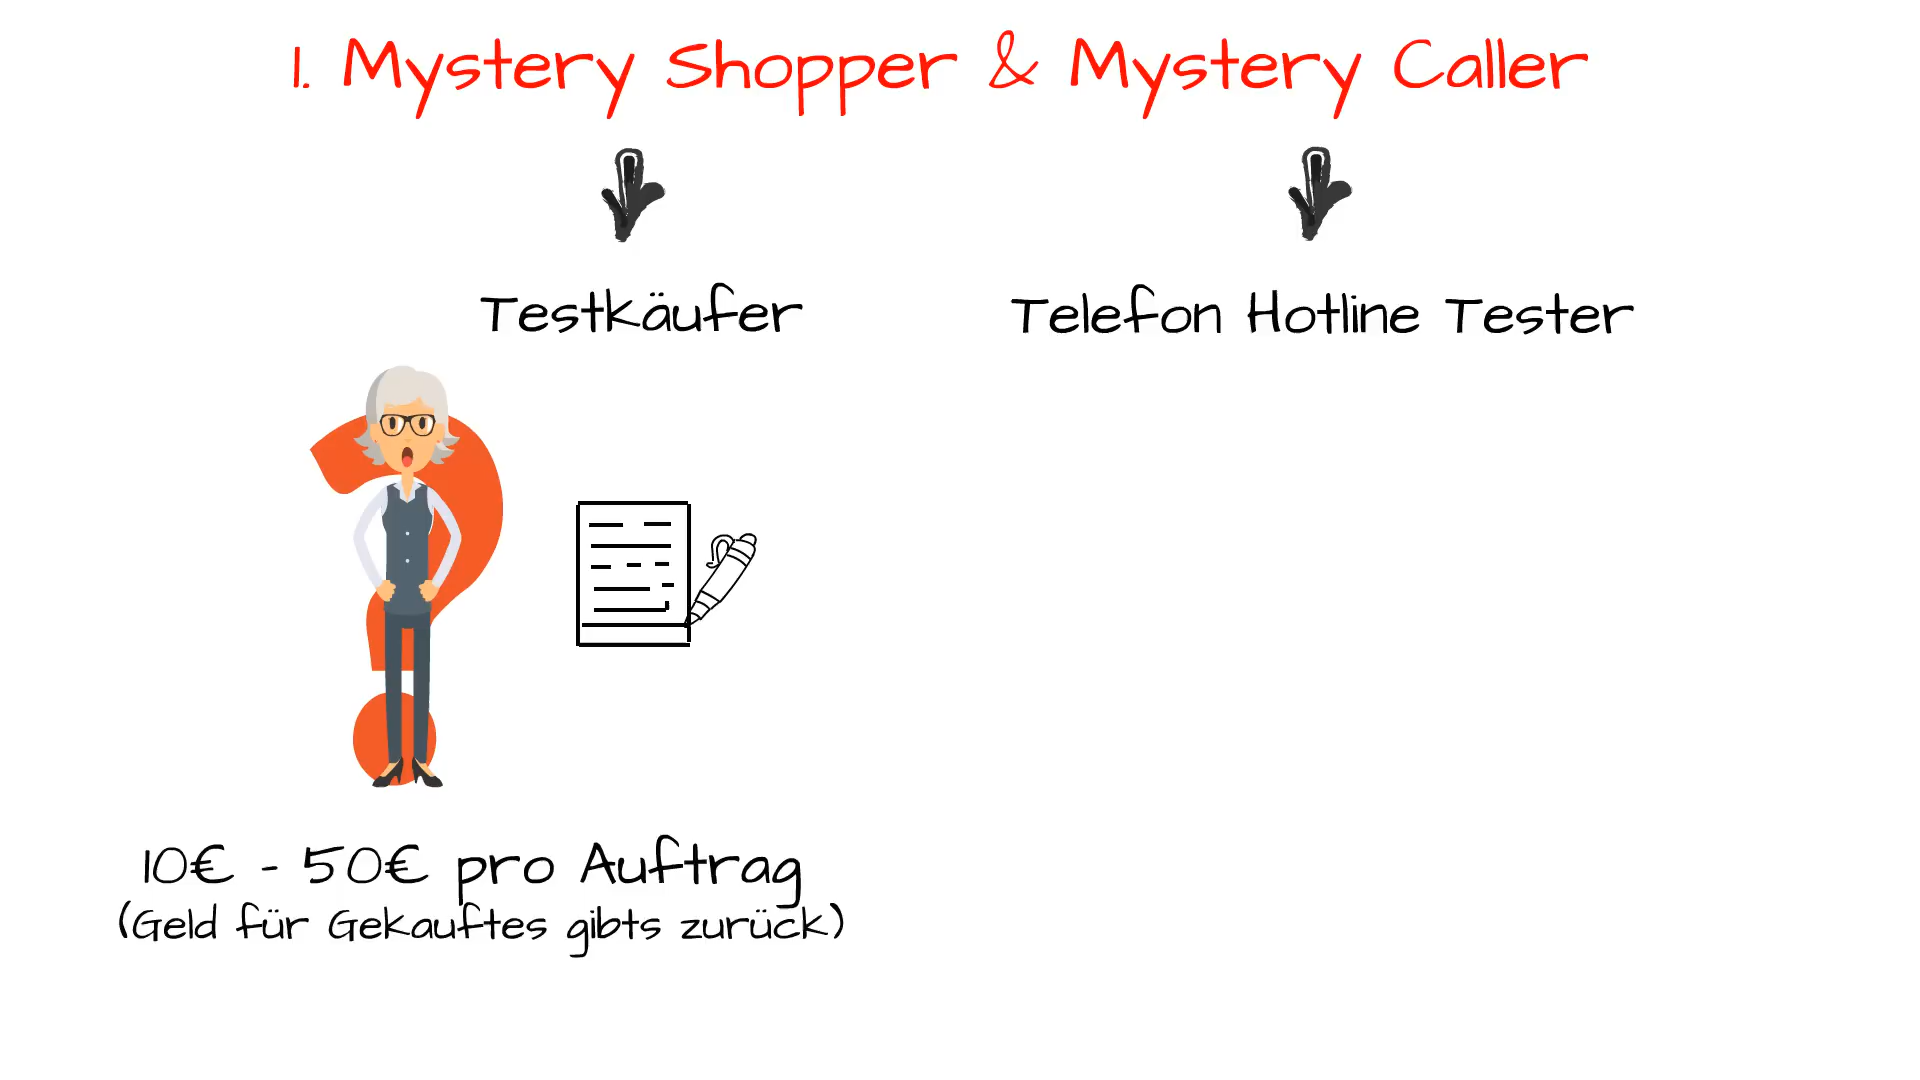 1. Mystery Shopper & Mystery Caller
Testkäufer
Telefon Hotline Tester
10€ - 50€ pro Auftrag
(Geld für Gekauftes gibts zurück)